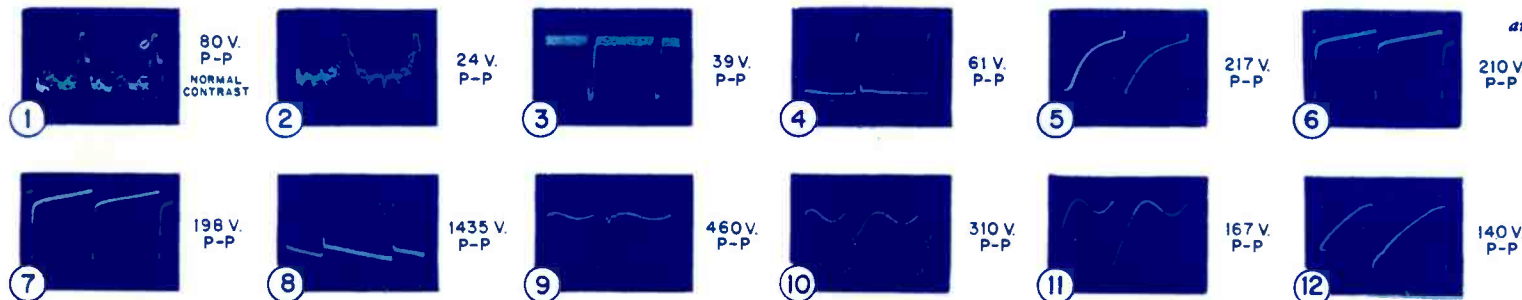 80 V.
P-P
NORMAL
CONTRAST
1
24 V.
P-P
2
39 V.
P-P
3
61 V.
P-P
4
217 V.
P-P
5
210 V
P-P
6
198 V.
P-P
7
1435 V.
P-P
8
460 V.
P-P
9
310 V.
P-P
10
167 V.
P-P
11
140 V
P-P
12